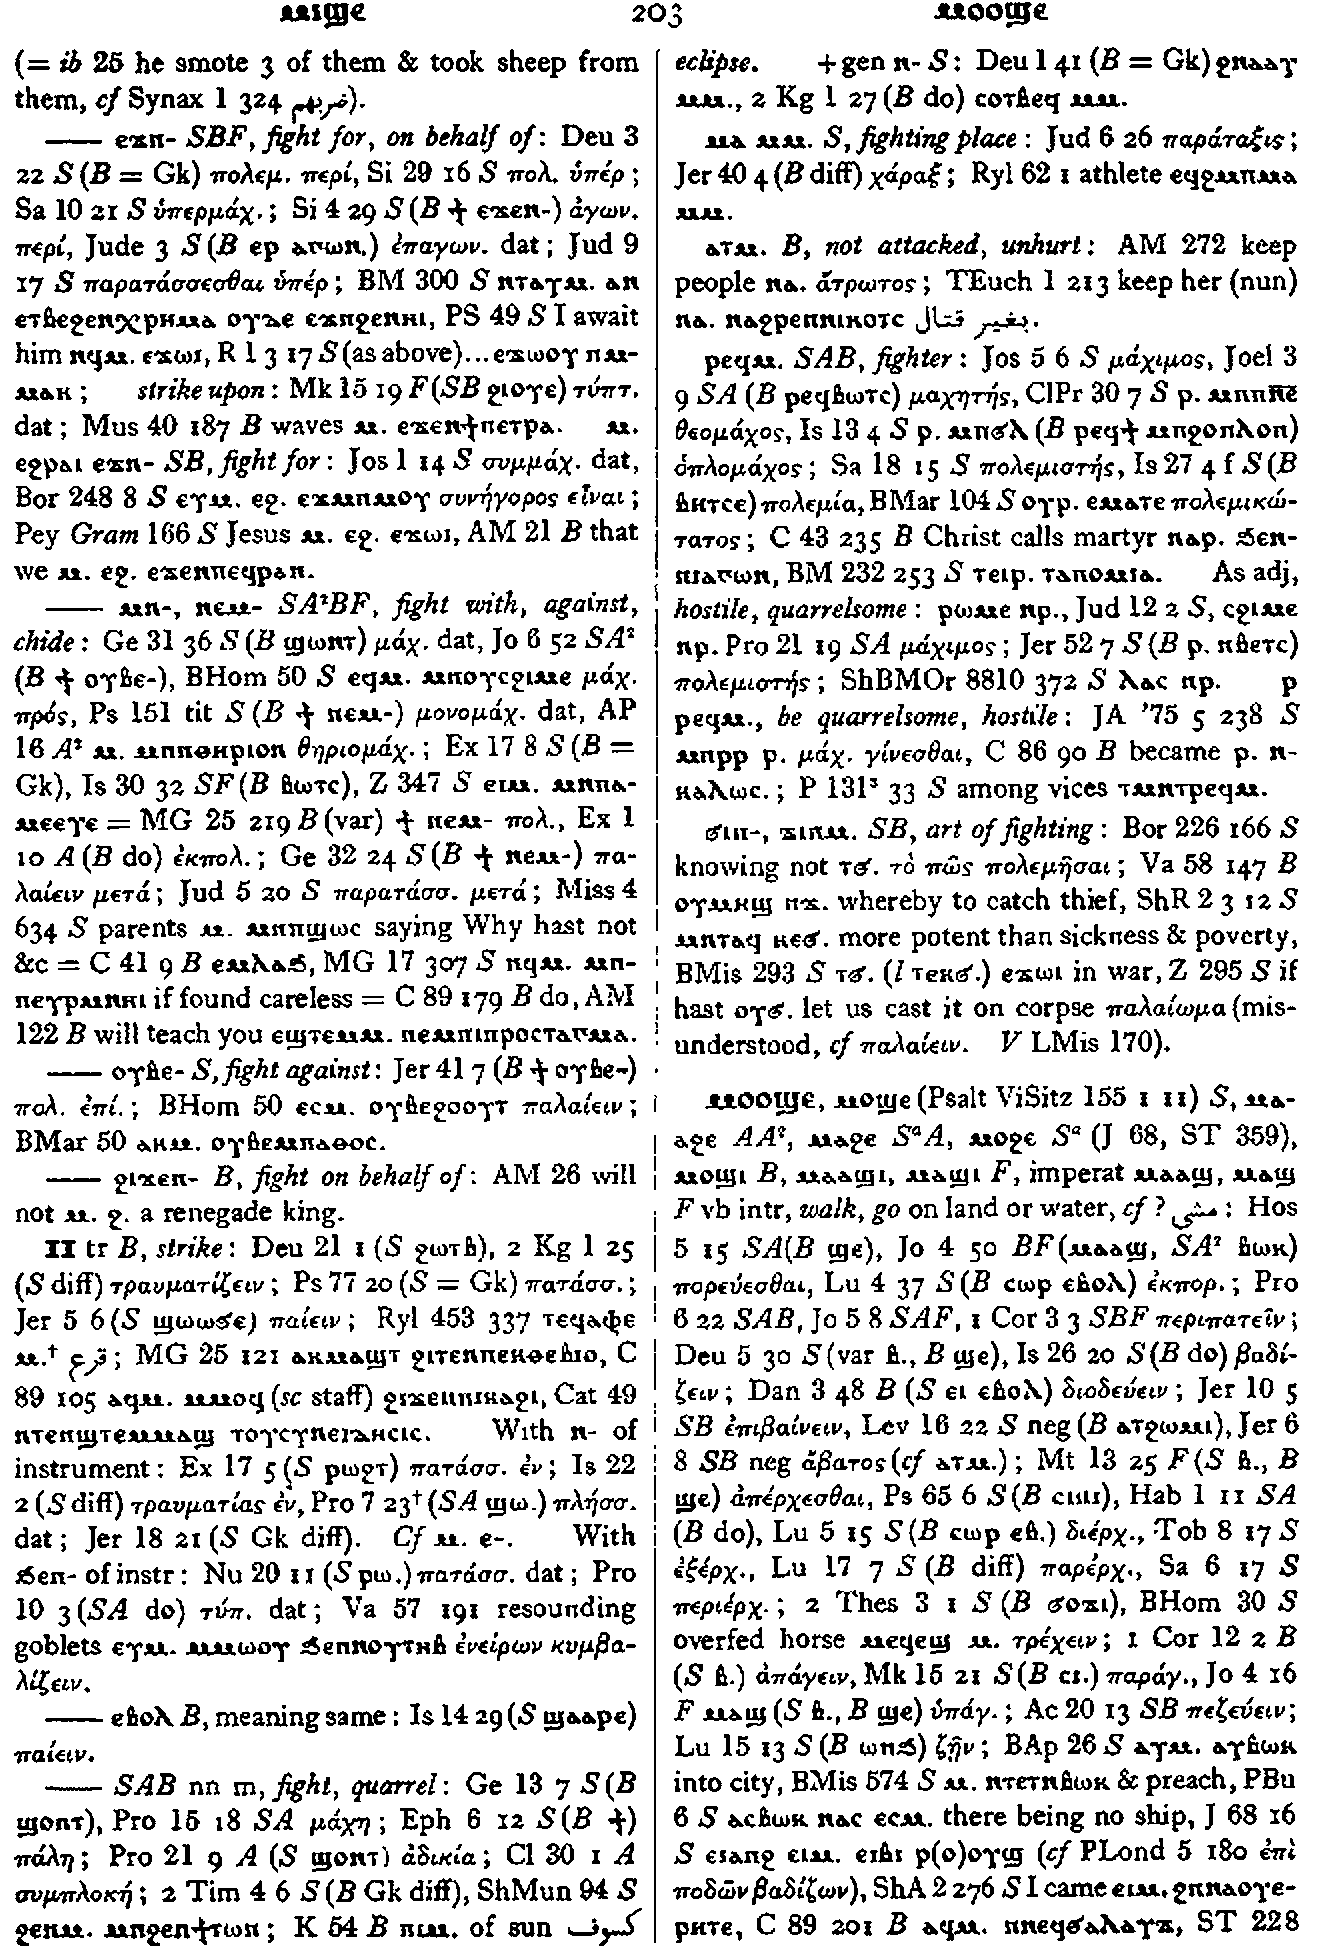 ⲙⲓϣⲉ 203 ⲙⲟⲟϣⲉ
(= ib 25 he smote 3 of them & took sheep from
them, cf Synax 1 324 ضربهم).
—— ⲉϫⲛ- SBF, fight for, on behalf of: Deu 3
22 S (B = Gk) πολεμ. περί, Si 29 16 S πολ. ὑπέρ;
Sa 10 21 S ὑπερμάχ.; Si 4 29 S (B ϯ ⲉϫⲉⲛ-) ἀγων.
περί, Jude 3 S (B ⲉⲣ ⲁⲅⲱⲛ.) ἐπαγων. dat; Jud 9
17 S παρατάσσεσθαι ὑπέρ; BM 300 S ⲛⲧⲁⲩⲙ. ⲁⲛ
ⲉⲧⲃⲉϩⲉⲛⲭⲣⲏⲙⲁ ⲟⲩⲇⲉ ⲉϫⲛϩⲉⲛⲏⲓ, PS 49 S I await
him ⲛϥⲙ. ⲉϫⲱⲓ, R 1 3 17 S (as above)...ⲉϫⲱⲟⲩ ⲛⲙ-
ⲙⲁⲕ; strike upon: Mk 15 19 F (SB ϩⲓⲟⲩⲉ) τύπτ.
dat; Mus 40 187 B waves ⲙ. ⲉϫⲉⲛϯⲡⲉⲧⲣⲁ. ⲙ.
ⲉϩⲣⲁⲓ ⲉϫⲛ- SB, fight for: Jos 1 14 S συμμάχ. dat,
Bor 248 8 S ⲉⲩⲙ. ⲉϩ. ⲉϫⲙⲡⲙⲟⲩ συνήγορος εἶναι;
Pey Gram 166 S Jesus ⲙ. ⲉϩ. ⲉϫⲱⲓ, AM 21 B that
we ⲙ. ⲉϩ. ⲉϫⲉⲛⲡⲉϥⲣⲁⲛ.
—— ⲙⲛ-, ⲛⲉⲙ- SA²BF, fight with, against,
chide: Ge 31 36 S (B ϣⲱⲛⲧ) μάχ. dat, Jo 6 52 SA²
(B ϯ ⲟⲩⲃⲉ-), BHom 50 S ⲉϥⲙ. ⲙⲛⲟⲩⲥϩⲓⲙⲉ μάχ.
πρός, Ps 151 tit S (B ϯ ⲛⲉⲙ-) μονομάχ. dat, AP
16 A² ⲙ. ⲙⲛⲛⲑⲏⲣⲓⲟⲛ θηριομάχ.; Ex 17 8 S (B =
Gk), Is 30 32 SF (B ⲃⲱⲧⲥ), Z 347 S ⲉⲓⲙ. ⲙⲛⲛⲁ-
ⲙⲉⲉⲩⲉ = MG 25 219 B (var) ϯ ⲛⲉⲙ- πολ., Ex 1
10 A (B do) ἐκπολ.; Ge 32 24 S (B ϯ ⲛⲉⲙ-) πα-
λαίειν μετά; Jud 5 20 S παρατάσσ. μετά; Miss 4
634 S parents ⲙ. ⲙⲛⲡϣⲱⲥ saying Why hast not
&c = C 41 9 B ⲉⲙⲗⲁϧ, MG 17 307 S ⲛϥⲙ. ⲙⲛ-
ⲛⲉⲩⲣⲙⲛⲏⲓ if found careless = C 89 179 B do, AM
122 B will teach you ⲉϣⲧⲉⲙⲙ. ⲛⲉⲙⲡⲓⲡⲣⲟⲥⲧⲁⲅⲙⲁ.
—— ⲟⲩⲃⲉ- S, fight against: Jer 41 7 (B ϯ ⲟⲩⲃⲉ-)
πολ. ἐπί.; BHom 50 ⲉⲥⲙ. ⲟⲩⲃⲉϩⲟⲟⲩⲧ παλαίειν;
BMar 50 ⲁⲕⲙ. ⲟⲩⲃⲉⲙⲡⲁⲑⲟⲥ.
—— ϩⲓϫⲉⲛ- B, fight on behalf of: AM 26 will
not ⲙ. ϩ. a renegade king.
II tr B, strike: Deu 21 1 (S ϩⲱⲧⲃ), 2 Kg 1 25
(S diff) τραυματίζειν; Ps 77 20 (S = Gk) πατάσσ.;
Jer 5 6 (S ϣⲱⲱϭⲉ) παίειν; Ryl 453 337 ⲧⲉϥⲁⲫⲉ
ⲙ.† قرع; MG 25 121 ⲁⲕⲙⲁϣⲧ ϩⲓⲧⲉⲛⲡⲉⲕⲑⲉⲃⲓⲟ, C
89 105 ⲁϥⲙ. ⲙⲙⲟϥ (sc staff) ϩⲓϫⲉⲛⲡⲓⲕⲁϩⲓ, Cat 49
ⲛⲧⲉⲛϣⲧⲉⲙⲙⲁϣ ⲧⲟⲩⲥⲩⲛⲉⲓⲇⲏⲥⲓⲥ. With ⲛ- of
instrument: Ex 17 5 (S ⲣⲱϩⲧ) πατάσσ. ἐν; Is 22
2 (S diff) τραυματίας ἐν, Pro 7 23† (SA ϣⲱ.) πλήσσ.
dat; Jer 18 21 (S Gk diff). Cf ⲙ. ⲉ-. With
ϧⲉⲛ- of instr: Nu 20 11 (S ⲣⲱ.) πατάσσ. dat; Pro
10 3 (SA do) τύπ. dat; Va 57 191 resounding
goblets ⲉⲩⲙ. ⲙⲙⲱⲟⲩ ϧⲉⲛⲛⲟⲩⲧⲏⲃ ἐνείρων κυμβα-
λίζειν.
—— ⲉⲃⲟⲗ B, meaning same: Is 14 29 (S ϣⲁⲁⲣⲉ)
παίειν.
—— SAB nn m, fight, quarrel: Ge 13 7 S (B
ϣⲟⲛⲧ), Pro 15 18 SA μάχη; Eph 6 12 S (B ϯ)
πάλη; Pro 21 9 A (S ϣⲟⲛⲧ) ἀδικία; Cl 30 1 A
συμπλοκή; 2 Tim 4 6 S (B Gk diff), ShMun 94 S
ϩⲉⲛⲙ. ⲙⲛϩⲉⲛϯⲧⲱⲛ; K 54 B ⲡⲓⲙ. of sun كسوف
eclipse. + gen ⲛ- S: Deu 1 41 (B = Gk) ϩⲛⲁⲁⲩ
ⲙⲙ., 2 Kg 1 27 (B do) ⲥⲟⲧⲃⲉϥ ⲙⲙ.
ⲙⲁ ⲙⲙ. S, fighting place: Jud 6 26 παράταξις;
Jer 40 4 (B diff) χάραξ; Ryl 62 1 athlete ⲉϥϩⲙⲡⲙⲁ
ⲙⲙ.
ⲁⲧⲙ. B, not attacked, unhurt: AM 272 keep
people ⲛⲁ. ἄτρωτος; TEuch 1 213 keep her (nun)
ⲛⲁ. ⲛⲁϩⲣⲉⲛⲡⲓⲕⲟⲧⲥ بغير قتال.
ⲣⲉϥⲙ. SAB, fighter: Jos 5 6 S μάχιμος, Joel 3
9 SA (B ⲣⲉϥⲃⲱⲧⲥ) μαχητής, ClPr 30 7 S ⲣ. ⲙⲛⲡⲛⲟⲩⲧⲉ
θεομάχος, Is 13 4 S ⲣ. ⲙⲡϭⲗ (B ⲣⲉϥϯ ⲙⲡϩⲟⲡⲗⲟⲛ)
ὁπλομάχος; Sa 18 15 S πολεμιστής, Is 27 4 f S (B
ⲃⲏⲧⲥⲉ) πολεμία, BMar 104 S ⲟⲩⲣ. ⲉⲙⲁⲧⲉ πολεμικώ-
τατος; C 43 235 B Christ calls martyr ⲡⲁⲣ. ϧⲉⲛ-
ⲡⲓⲁⲅⲱⲛ, BM 232 253 S ⲧⲉⲓⲣ. ⲧⲁⲛⲟⲙⲓⲁ. As adj,
hostile, quarrelsome: ⲣⲱⲙⲉ ⲛⲣ., Jud 12 2 S, ⲥϩⲓⲙⲉ
ⲛⲣ. Pro 21 19 SA μάχιμος; Jer 52 7 S (B ⲣ. ⲛⲃⲉⲧⲥ)
πολεμιστής; ShBMOr 8810 372 S ⲗⲁⲥ ⲛⲣ. ⲣ
ⲣⲉϥⲙ., be quarrelsome, hostile: JA '75 5 238 S
ⲙⲡⲣⲣ ⲣ. μάχ. γίνεσθαι, C 86 90 B became ⲣ. ⲛ-
ⲕⲁⲗⲱⲥ.; P 131³ 33 S among vices ⲧⲙⲛⲧⲣⲉϥⲙ.
ϭⲓⲛ-, ϫⲓⲛⲙ. SB, art of fighting: Bor 226 166 S
knowing not ⲧϭ. τὸ πῶς πολεμῆσαι; Va 58 147 B
ⲟⲩⲙⲏϣ ⲛϫ. whereby to catch thief, ShR 2 3 12 S
ⲙⲛⲧⲁϥ ⲕⲉϭ. more potent than sickness & poverty,
BMis 293 S ⲧϭ. (l ⲧⲉⲕϭ.) ⲉϫⲱⲓ in war, Z 295 S if
hast ⲟⲩϭ. let us cast it on corpse παλαίωμα (mis-
understood, cf παλαίειν. V LMis 170).
ⲙⲟⲟϣⲉ, ⲙⲟϣⲉ (Psalt ViSitz 155 1 11) S, ⲙⲁ-
ⲁϩⲉ AA², ⲙⲁϩⲉ SᵃA, ⲙⲟϩⲉ Sᵃ (J 68, ST 359),
ⲙⲟϣⲓ B, ⲙⲁⲁϣⲓ, ⲙⲁϣⲓ F, imperat ⲙⲁⲁϣ, ⲙⲁϣ
F vb intr, walk, go on land or water, cf ? مشى: Hos
5 15 SA (B ϣⲉ), Jo 4 50 BF (ⲙⲁⲁϣ, SA² ⲃⲱⲕ)
πορεύεσθαι, Lu 4 37 S (B ⲥⲱⲣ ⲉⲃⲟⲗ) ἐκπορ.; Pro
6 22 SAB, Jo 5 8 SAF, 1 Cor 3 3 SBF περιπατεῖν;
Deu 5 30 S (var ⲃ., B ϣⲉ), Is 26 20 S (B do) βαδί-
ζειν; Dan 3 48 B (S ⲉⲓ ⲉⲃⲟⲗ) διοδεύειν; Jer 10 5
SB ἐπιβαίνειν, Lev 16 22 S neg (B ⲁⲧϩⲱⲙⲓ), Jer 6
8 SB neg ἄβατος (cf ⲁⲧⲙ.); Mt 13 25 F (S ⲃ., B
ϣⲉ) ἀπέρχεσθαι, Ps 65 6 S (B ⲥⲓⲛⲓ), Hab 1 11 SA
(B do), Lu 5 15 S (B ⲥⲱⲣ ⲉⲃ.) διέρχ., Tob 8 17 S
ἐξέρχ., Lu 17 7 S (B diff) παρέρχ., Sa 6 17 S
περιέρχ.; 2 Thes 3 1 S (B ϭⲟϫⲓ), BHom 30 S
overfed horse ⲙⲉϥⲉϣ ⲙ. τρέχειν; 1 Cor 12 2 B
(S ⲃ.) ἀπάγειν, Mk 15 21 S (B ⲥⲓ.) παράγ., Jo 4 16
F ⲙⲁϣ (S ⲃ., B ϣⲉ) ὑπάγ.; Ac 20 13 SB πεζεύειν;
Lu 15 13 S (B ⲱⲛϧ) ζῆν; BAp 26 S ⲁⲩⲙ. ⲁⲩⲃⲱⲕ
into city, BMis 574 S ⲙ. ⲛⲧⲉⲧⲛⲃⲱⲕ & preach, PBu
6 S ⲁⲥⲃⲱⲕ ⲛⲁⲥ ⲉⲥⲙ. there being no ship, J 68 16
S ⲉⲓⲁⲛϩ ⲉⲓⲙ. ⲉⲓⲃⲓ ⲣ(ⲟ)ⲟⲩϣ (cf PLond 5 180 ἐπὶ
ποδῶν βαδίζων), ShA 2 276 S I came ⲉⲓⲙ. ϩⲛⲛⲁⲟⲩⲉ-
ⲣⲏⲧⲉ, C 89 201 B ⲁϥⲙ. ⲛⲛⲉϥϭⲁⲗⲁⲩϫ, ST 228